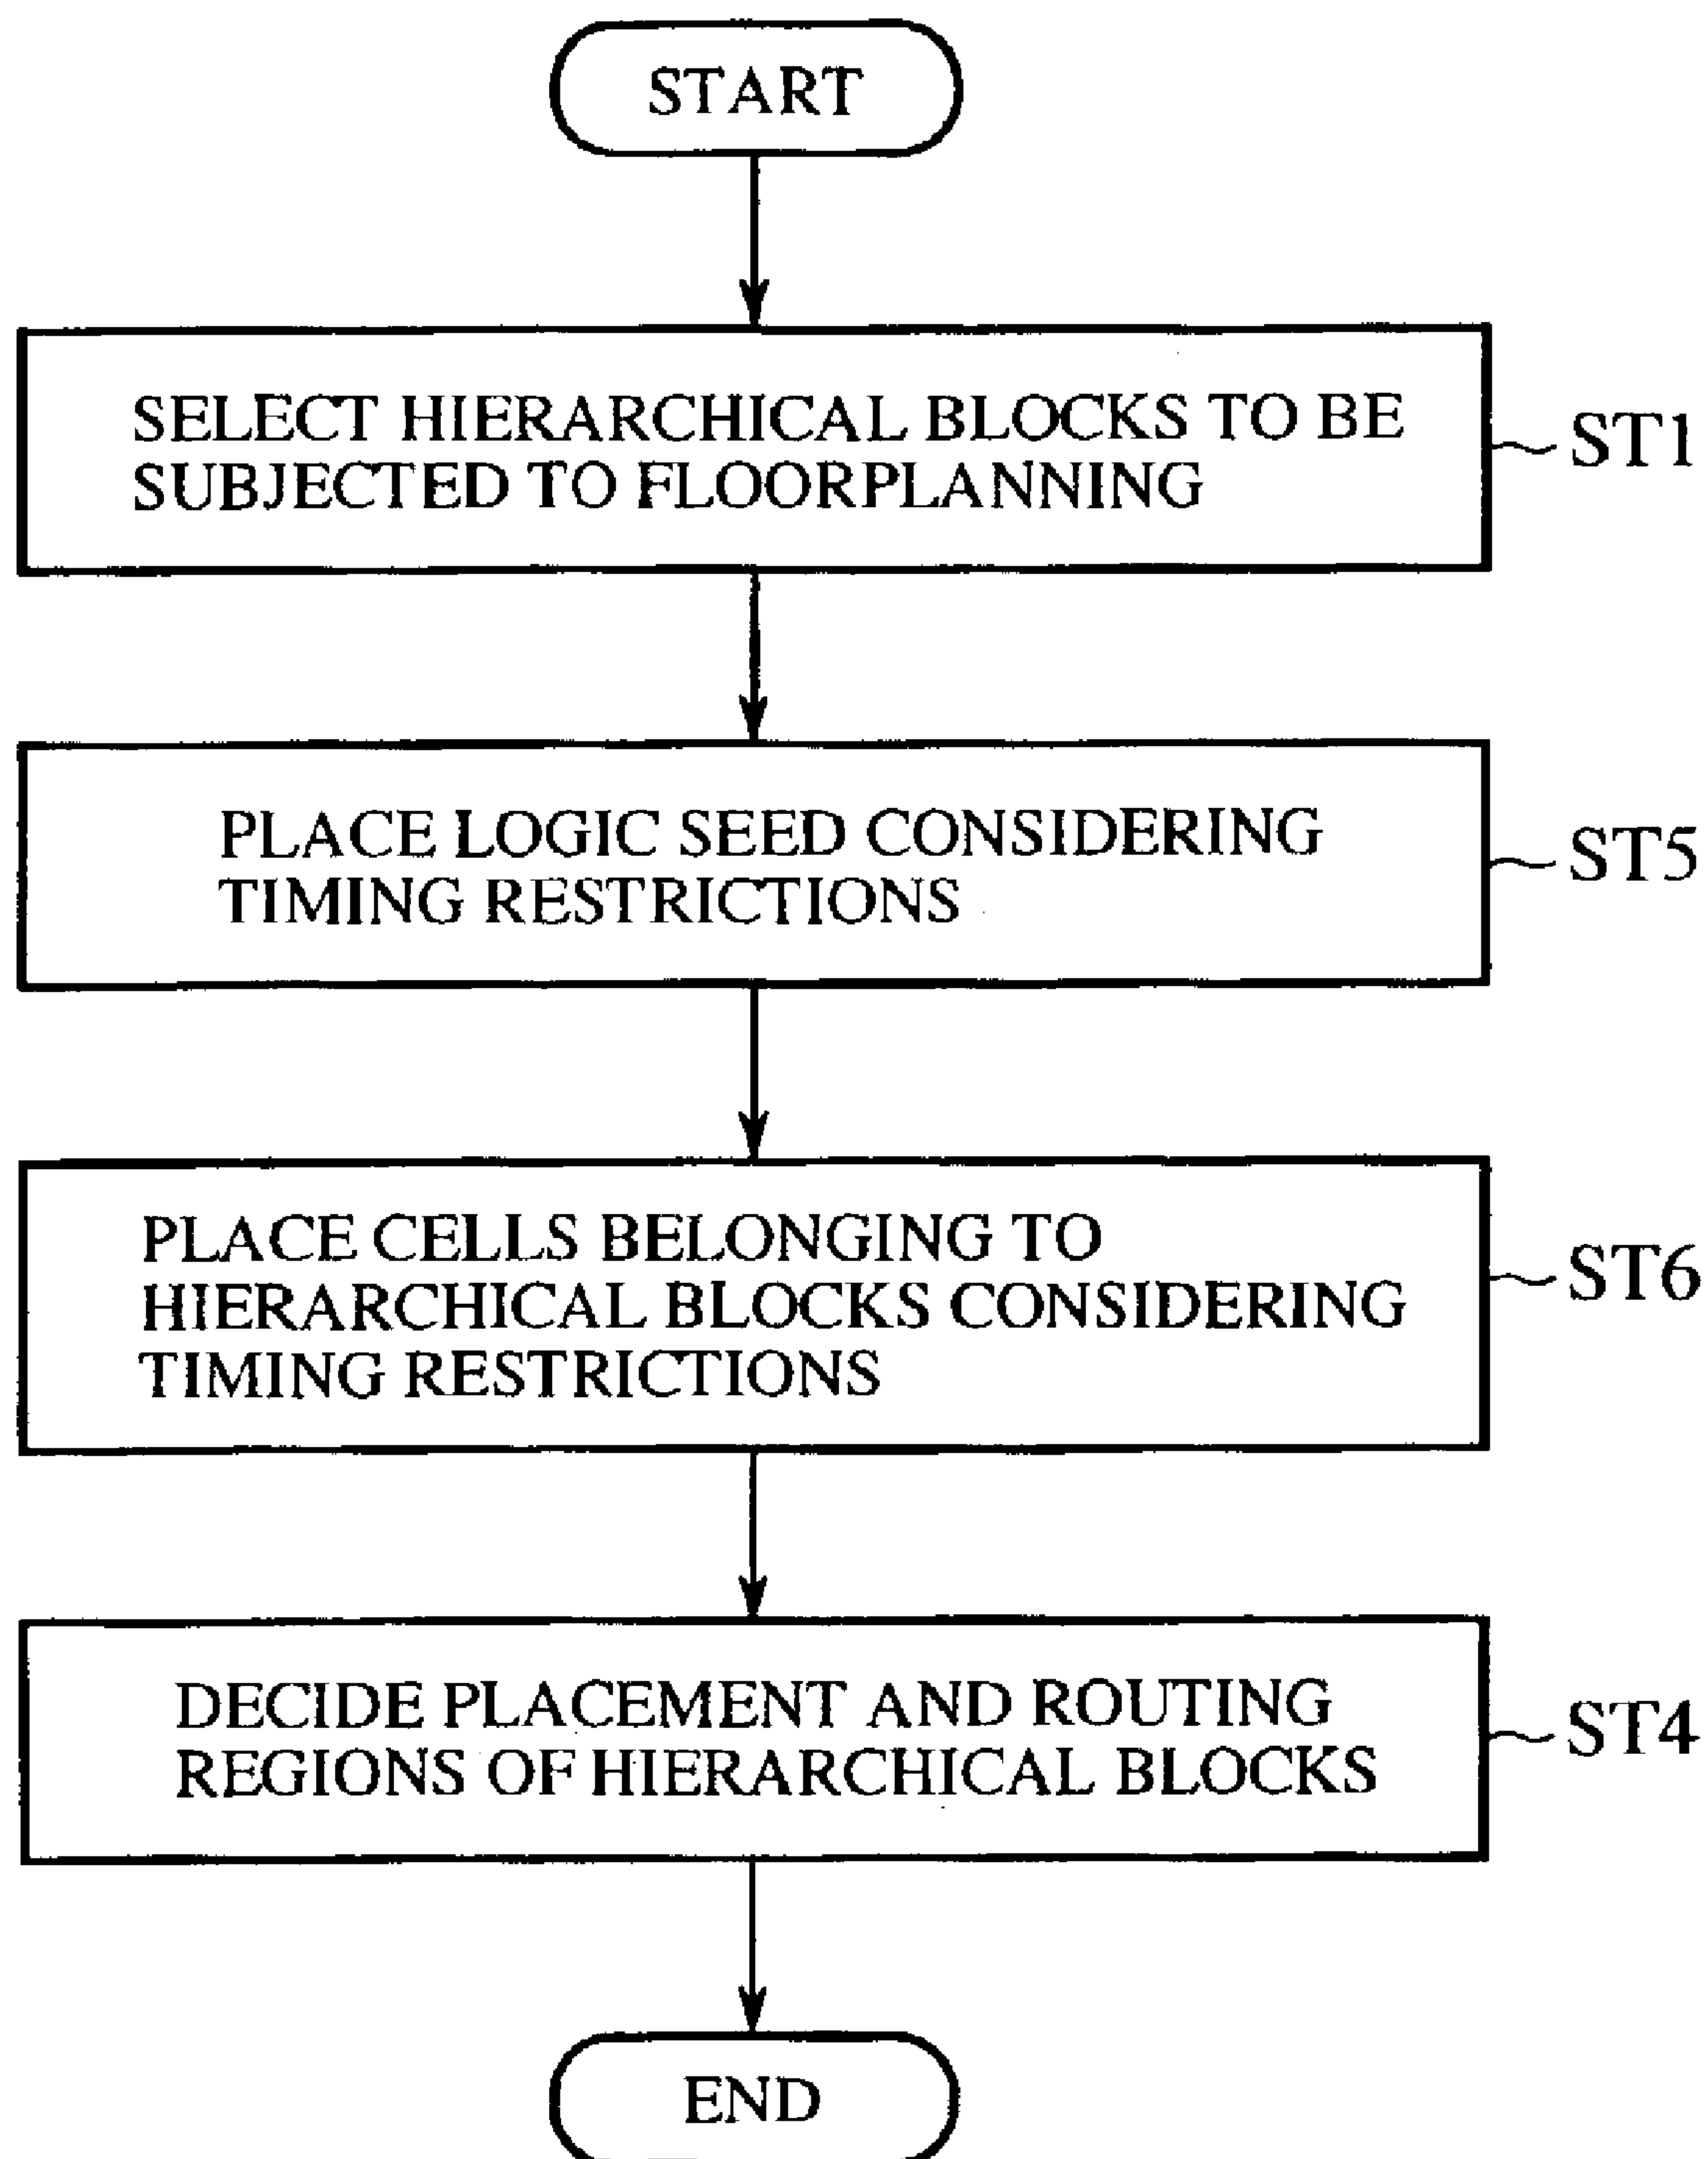 START
SELECT HIERARCHICAL BLOCKS TO BE
SUBJECTED TO FLOORPLANNING
ST1
PLACE LOGIC SEED CONSIDERING
TIMING RESTRICTIONS
ST5
PLACE CELLS BELONGING TO
HIERARCHICAL BLOCKS CONSIDERING
TIMING RESTRICTIONS
ST6
DECIDE PLACEMENT AND ROUTING
REGIONS OF HIERARCHICAL BLOCKS
ST4
END